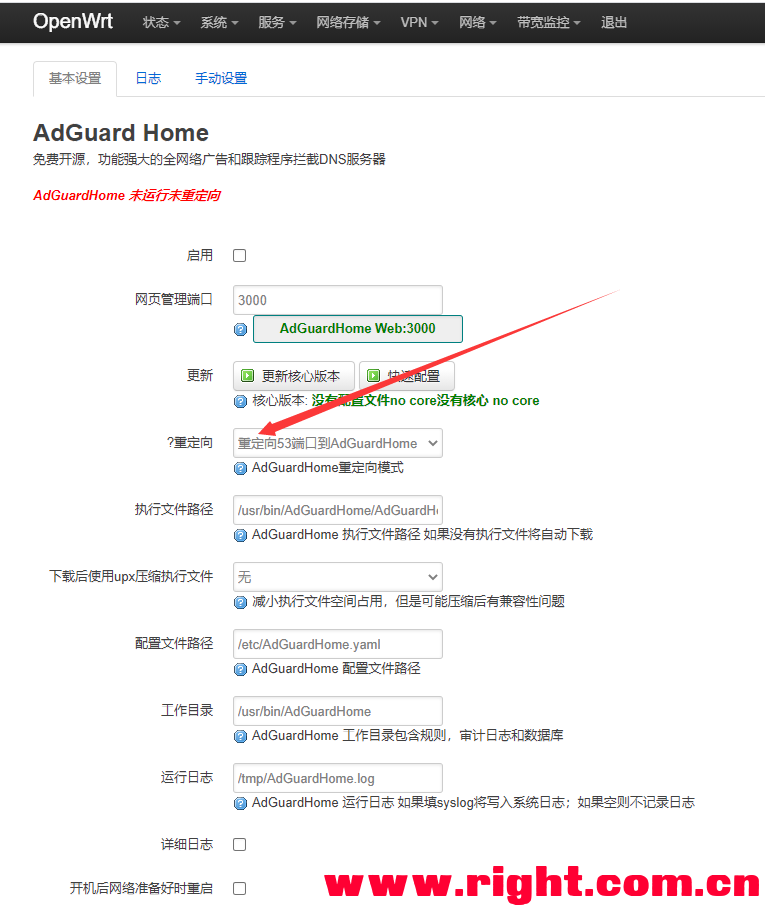 OpenWrt 状态 系统 服务 网络存储 VPN 网络 带宽监控 退出
基本设置 日志 手动设置
AdGuard Home
免费开源，功能强大的全网络广告和跟踪程序拦截DNS服务器
AdGuardHome 未运行未重定向
启用
网页管理端口 3000
AdGuardHome Web:3000
更新 更新核心版本 快速配置
核心版本: 没有配置文件no core没有核心 no core
?重定向 重定向53端口到AdGuardHome
AdGuardHome重定向模式
执行文件路径 /usr/bin/AdGuardHome/AdGuardH
AdGuardHome 执行文件路径 如果没有执行文件将自动下载
下载后使用upx压缩执行文件 无
减小执行文件空间占用，但是可能压缩后有兼容性问题
配置文件路径 /etc/AdGuardHome.yaml
AdGuardHome 配置文件路径
工作目录 /usr/bin/AdGuardHome
AdGuardHome 工作目录包含规则，审计日志和数据库
运行日志 /tmp/AdGuardHome.log
AdGuardHome 运行日志 如果填syslog将写入系统日志；如果空则不记录日志
详细日志
开机后网络准备好时重启
www.right.com.cn